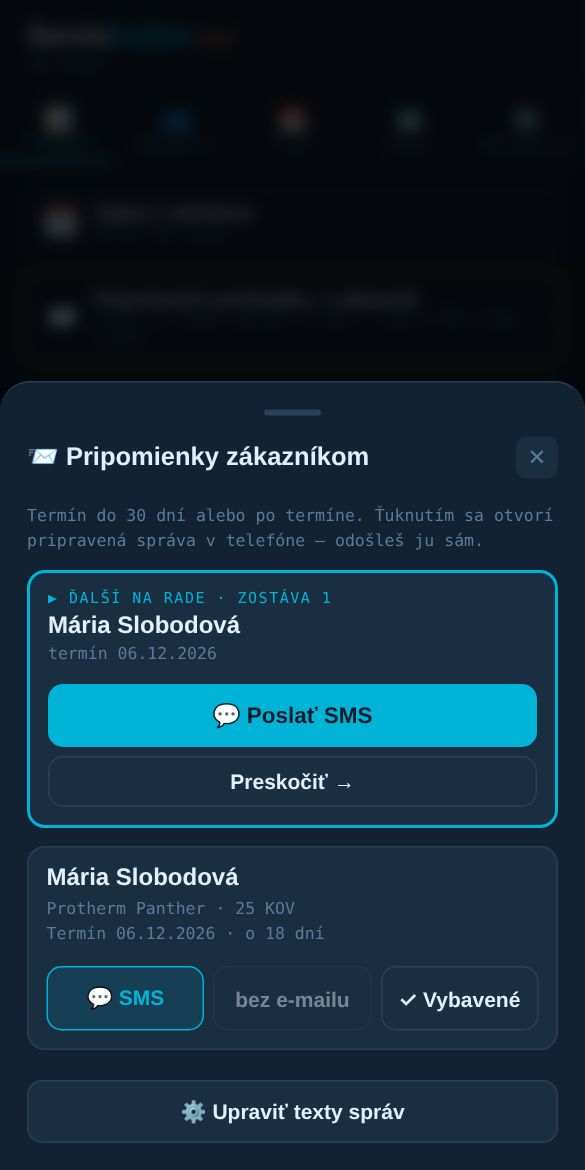 Pripomienky zákazníkom
✕
Termín do 30 dní alebo po termíne. Ťuknutím sa otvorí
pripravená správa v telefóne — odošleš ju sám.
▶ ĎALŠÍ NA RADE · ZOSTÁVA 1
Mária Slobodová
termín 06.12.2026
💬 Poslať SMS
Preskočiť →
Mária Slobodová
Protherm Panther · 25 KOV
Termín 06.12.2026 · o 18 dní
💬 SMS
bez e-mailu
✓ Vybavené
⚙️ Upraviť texty správ